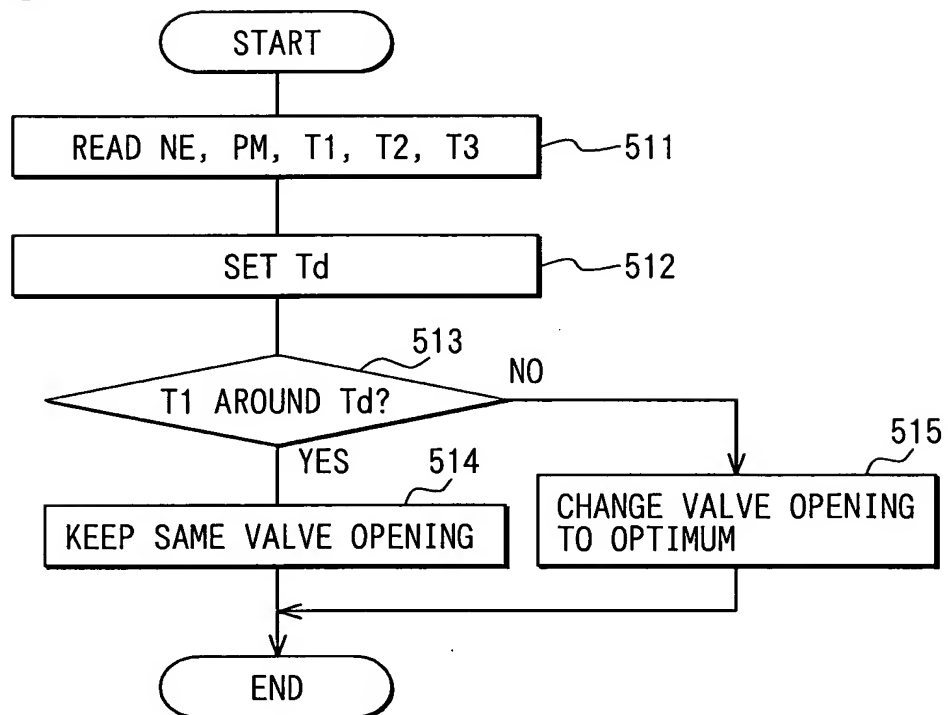 START
READ NE, PM, T1, T2, T3
511
SET Td
512
513
T1 AROUND Td?
NO
YES
514
515
KEEP SAME VALVE OPENING
CHANGE VALVE OPENING
TO OPTIMUM
END